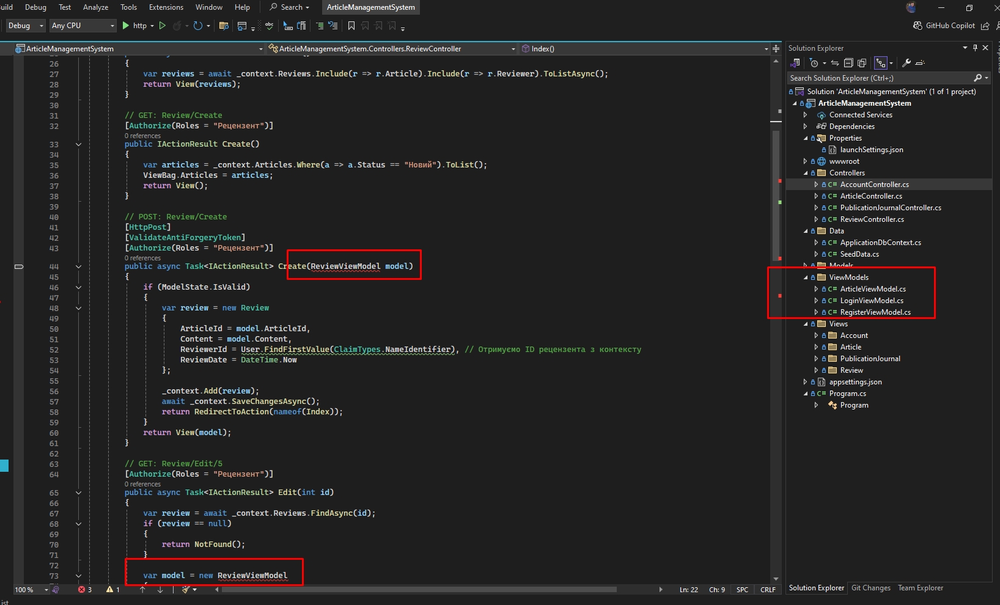 Debug Test Analyze Tools Extensions Window Help Search ArticleManagementSystem
Debug Any CPU http GitHub Copilot
ArticleManagementSystem ArticleManagementSystem.Controllers.ReviewController Index()
26 {
27 var reviews = await _context.Reviews.Include(r => r.Article).Include(r => r.Reviewer).ToListAsync();
28 return View(reviews);
29 }
30
31 // GET: Review/Create
32 [Authorize(Roles = "Рецензент")]
0 references
33 public IActionResult Create()
34 {
35 var articles = _context.Articles.Where(a => a.Status == "Новий").ToList();
36 ViewBag.Articles = articles;
37 return View();
38 }
39
40 // POST: Review/Create
41 [HttpPost]
42 [ValidateAntiForgeryToken]
43 [Authorize(Roles = "Рецензент")]
0 references
44 public async Task<IActionResult> Create(ReviewViewModel model)
45 {
46 if (ModelState.IsValid)
47 {
48 var review = new Review
49 {
50 ArticleId = model.ArticleId,
51 Content = model.Content,
52 ReviewerId = User.FindFirstValue(ClaimTypes.NameIdentifier), // Отримуємо ID рецензента з контексту
53 ReviewDate = DateTime.Now
54 };
55
56 _context.Add(review);
57 await _context.SaveChangesAsync();
58 return RedirectToAction(nameof(Index));
59 }
60 return View(model);
61 }
62
63 // GET: Review/Edit/5
64 [Authorize(Roles = "Рецензент")]
0 references
65 public async Task<IActionResult> Edit(int id)
66 {
67 var review = await _context.Reviews.FindAsync(id);
68 if (review == null)
69 {
70 return NotFound();
71 }
72
73 var model = new ReviewViewModel
100 % 3 1 Ln: 22 Ch: 9 SPC CRLF
Solution Explorer
Search Solution Explorer (Ctrl+;)
Solution 'ArticleManagementSystem' (1 of 1 project)
ArticleManagementSystem
Connected Services
Dependencies
Properties
launchSettings.json
wwwroot
Controllers
C# AccountController.cs
C# ArticleController.cs
C# PublicationJournalController.cs
C# ReviewController.cs
Data
C# ApplicationDbContext.cs
C# SeedData.cs
Models
ViewModels
C# ArticleViewModel.cs
C# LoginViewModel.cs
C# RegisterViewModel.cs
Views
Account
Article
PublicationJournal
Review
appsettings.json
C# Program.cs
Program
Solution Explorer Git Changes Team Explorer